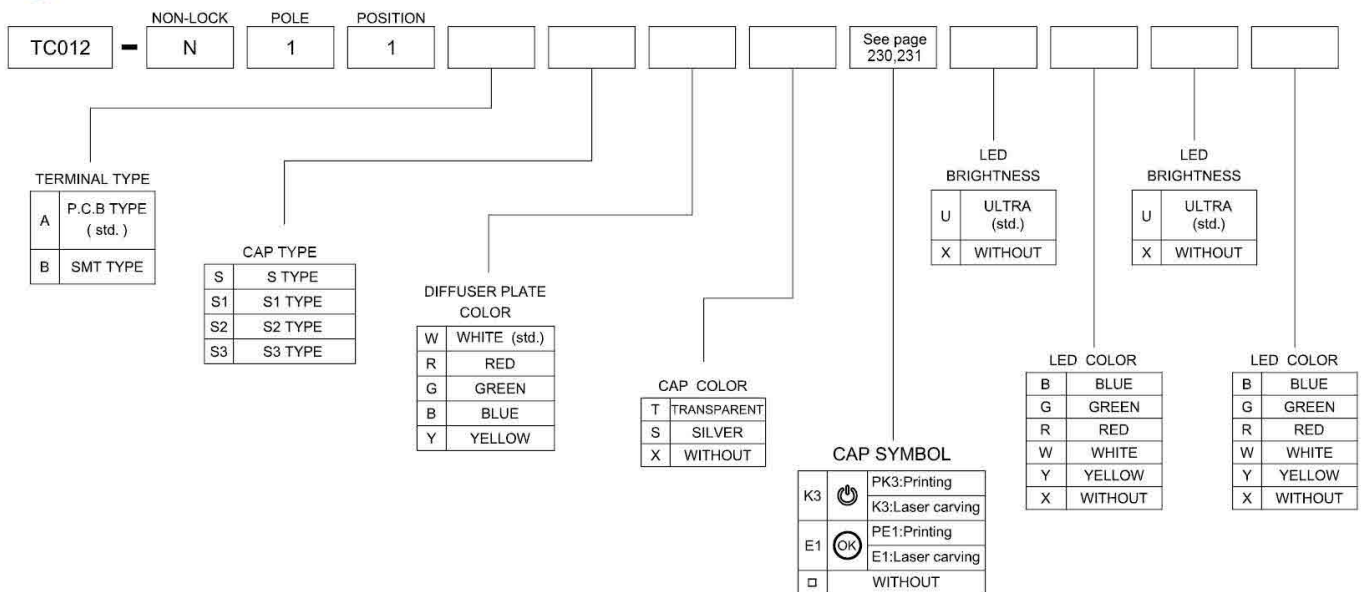 NON-LOCK POLE POSITION
TC012 - N 1 1 See page
230,231
TERMINAL TYPE
A P.C.B TYPE
( std. )
B SMT TYPE
CAP TYPE
S S TYPE
S1 S1 TYPE
S2 S2 TYPE
S3 S3 TYPE
DIFFUSER PLATE
COLOR
W WHITE (std.)
R RED
G GREEN
B BLUE
Y YELLOW
CAP COLOR
T TRANSPARENT
S SILVER
X WITHOUT
CAP SYMBOL
K3 PK3:Printing
K3:Laser carving
E1 OK PE1:Printing
E1:Laser carving
□ WITHOUT
LED
BRIGHTNESS
U ULTRA
(std.)
X WITHOUT
LED COLOR
B BLUE
G GREEN
R RED
W WHITE
Y YELLOW
X WITHOUT
LED
BRIGHTNESS
U ULTRA
(std.)
X WITHOUT
LED COLOR
B BLUE
G GREEN
R RED
W WHITE
Y YELLOW
X WITHOUT